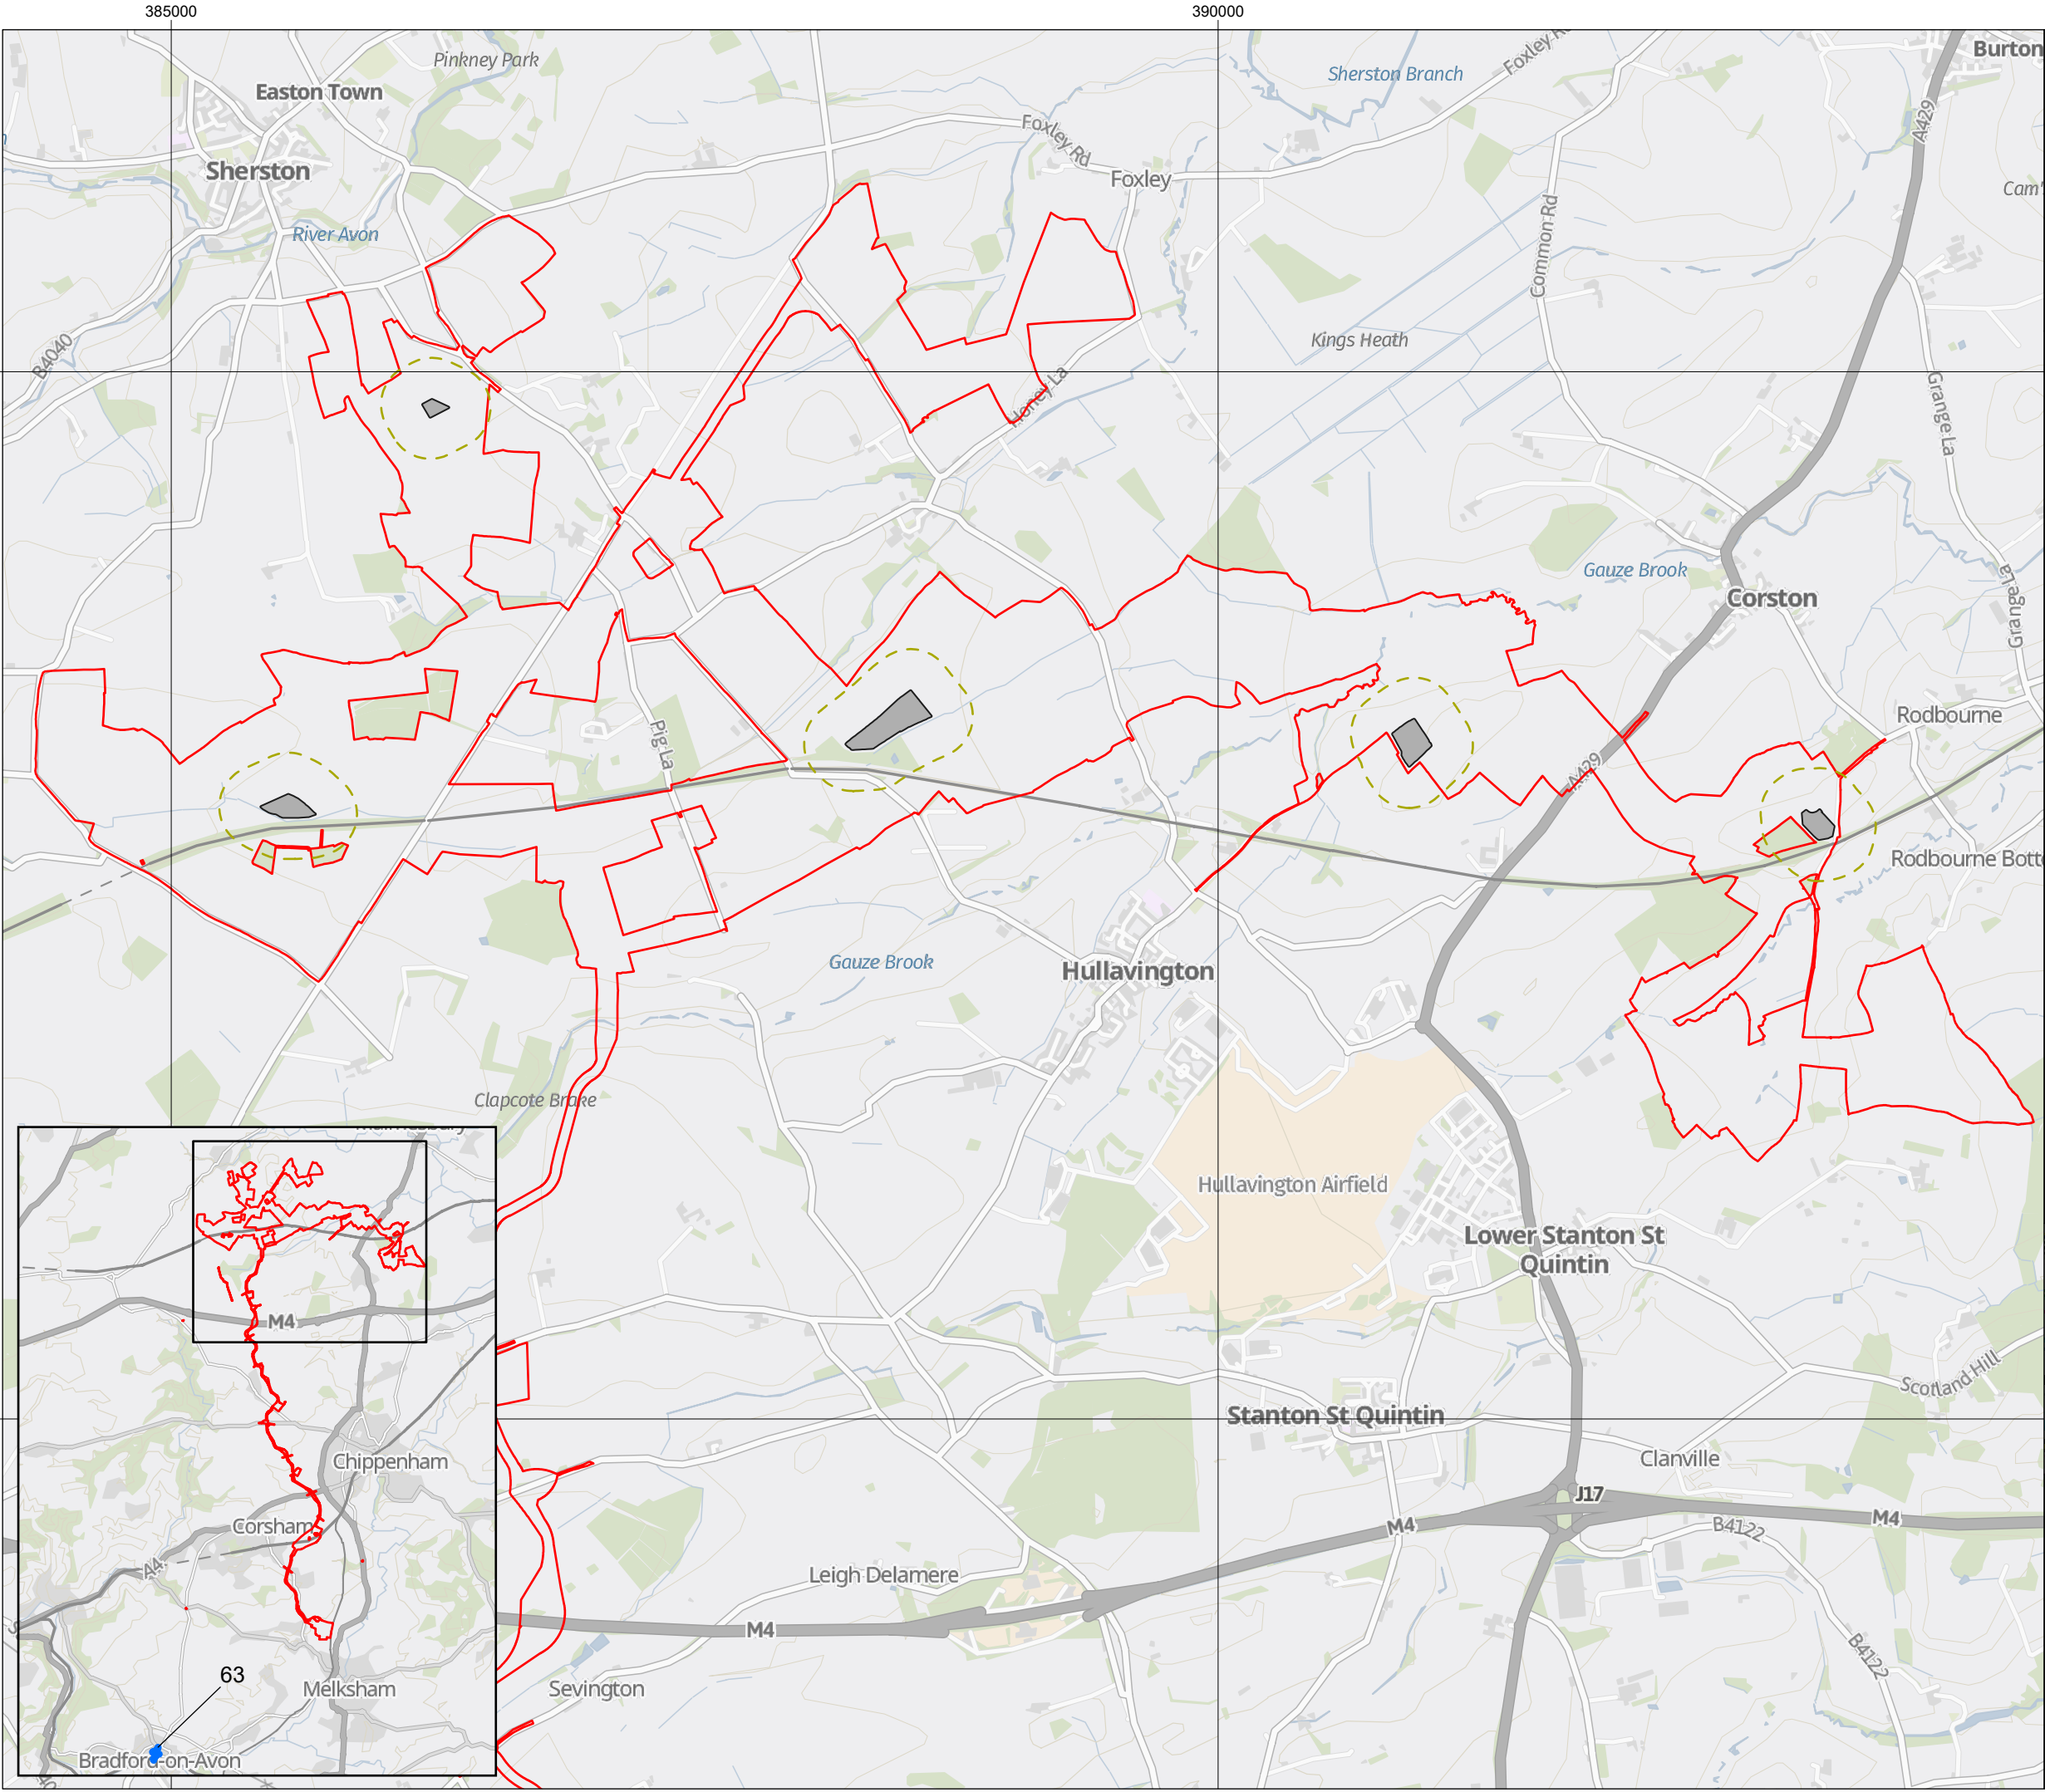 385000
390000
Pinkney Park
Burton
Easton Town
Sherston Branch
Foxley Rd
A429
Foxley Rd
Sherston
Foxley
Cam'
River Avon
Common Rd
Kings Heath
B4040
Honey La
Grange La
Gauze Brook
Corston
Grange La
Rodbourne
Pig La
A429
Rodbourne Botto
Gauze Brook
Hullavington
Clapcote Brake
Malmesbury
Hullavington Airfield
Lower Stanton St
Quintin
M4
Scotland Hill
Stanton St Quintin
Chippenham
Clanville
J17
Corsham
M4
M4
B4122
A4
Leigh Delamere
M4
B4122
63
Melksham
Sevington
Bradford-on-Avon